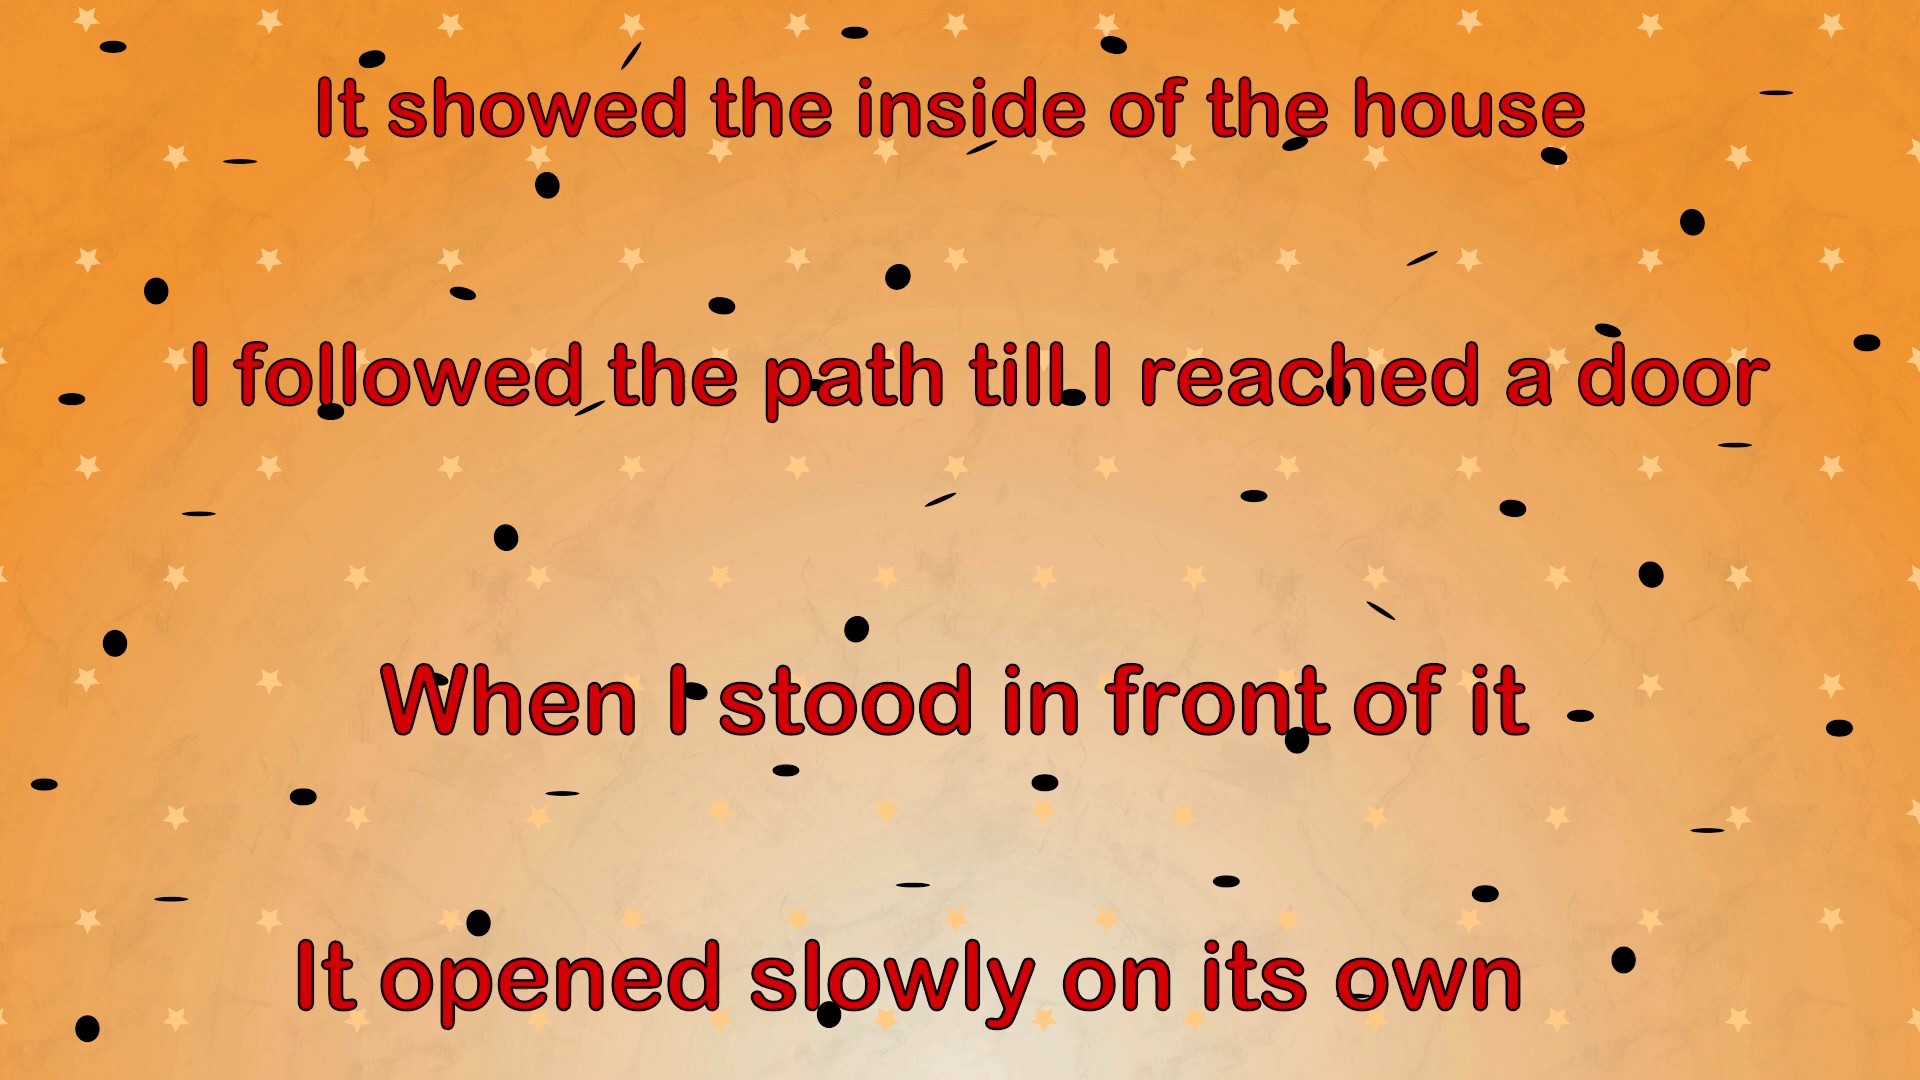 It showed the inside of the house
I followed the path till I reached a door
When I stood in front of it
It opened slowly on its own